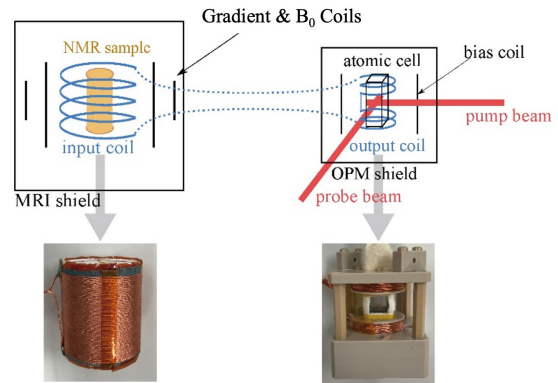 Gradient & B₀ Coils
NMR sample
input coil
MRI shield
atomic cell
bias coil
pump beam
output coil
OPM shield
probe beam